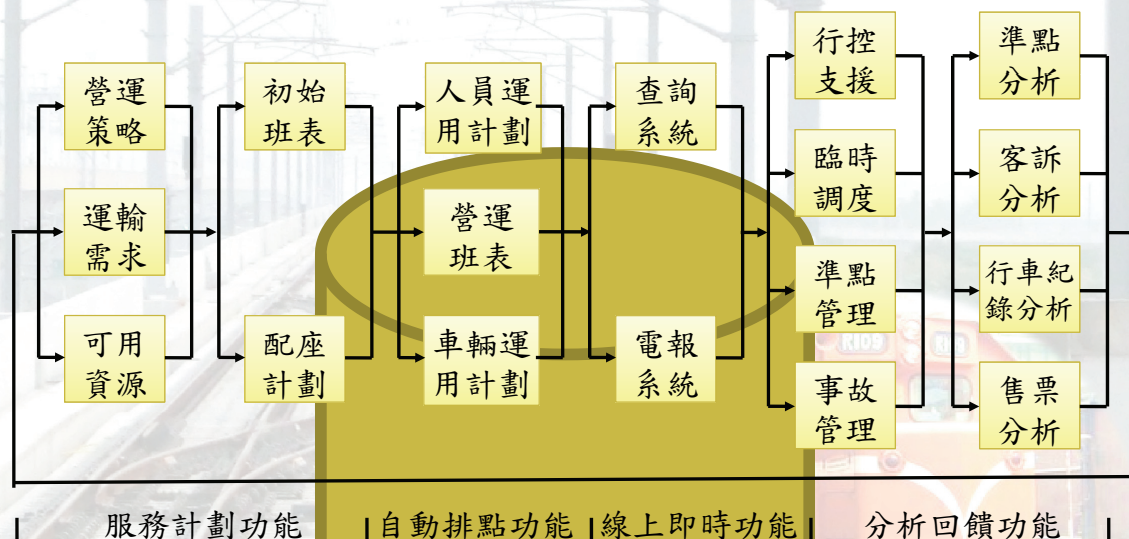 營運
策略
運輸
需求
可用
資源
初始
班表
配座
計劃
人員運
用計劃
營運
班表
車輛運
用計劃
查詢
系統
電報
系統
行控
支援
臨時
調度
準點
管理
事故
管理
準點
分析
客訴
分析
行車紀
錄分析
售票
分析
服務計劃功能
自動排點功能
線上即時功能
分析回饋功能